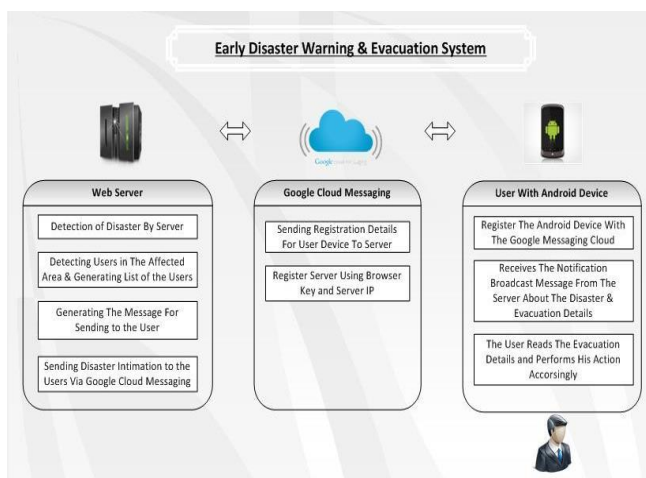 Early Disaster Warning & Evacuation System
Google Cloud Messaging
Web Server
Detection of Disaster By Server
Detecting Users in The Affected
Area & Generating List of the Users
Generating The Message For
Sending to the User
Sending Disaster Intimation to the
Users Via Google Cloud Messaging
Google Cloud Messaging
Sending Registration Details
For User Device To Server
Register Server Using Browser
Key and Server IP
User With Android Device
Register The Android Device With
The Google Messaging Cloud
Receives The Notification
Broadcast Message From The
Server About The Disaster &
Evacuation Details
The User Reads The Evacuation
Details and Performs His Action
Accorsingly